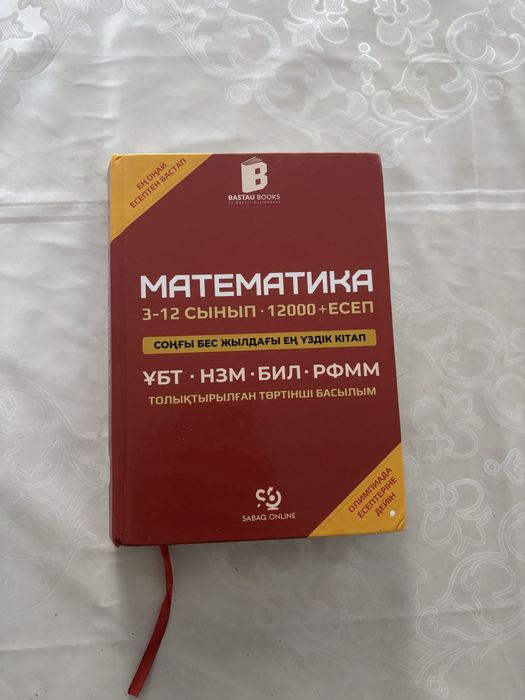 ЕҢ ОҢАЙ
ЕСЕПТЕН БАСТАП
BASTAU BOOKS
МАТЕМАТИКА
3-12 СЫНЫП · 12000+ЕСЕП
СОҢҒЫ БЕС ЖЫЛДАҒЫ ЕҢ ҮЗДІК КІТАП
ҰБТ · НЗМ · БИЛ · РФММ
ТОЛЫҚТЫРЫЛҒАН ТӨРТІНШІ БАСЫЛЫМ
ОЛИМПИАДА
ЕСЕПТЕРІНЕ
ДЕЙІН
SABAQ.ONLINE